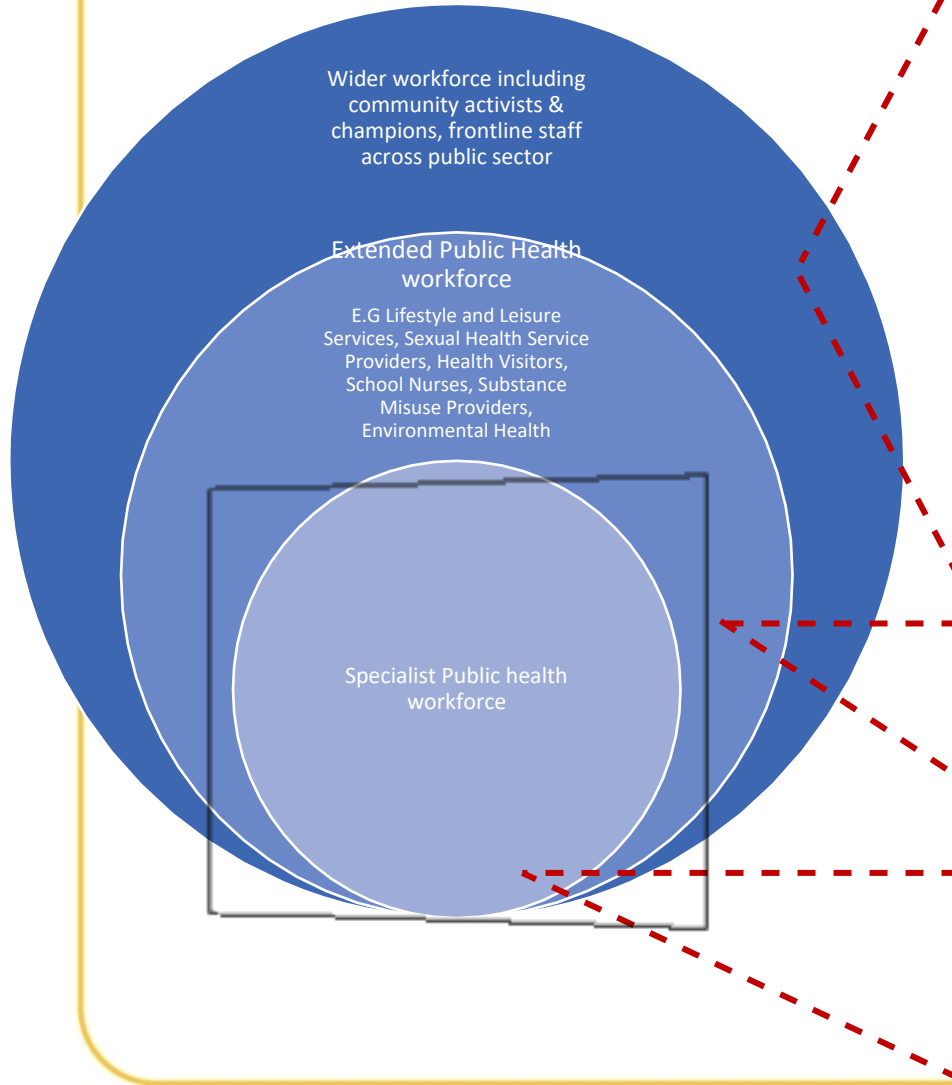 Wider workforce including
community activists &
champions, frontline staff
across public sector
Extended Public Health
workforce
E.G Lifestyle and Leisure
Services, Sexual Health Service
Providers, Health Visitors,
School Nurses, Substance
Misuse Providers,
Environmental Health
Specialist Public health
workforce